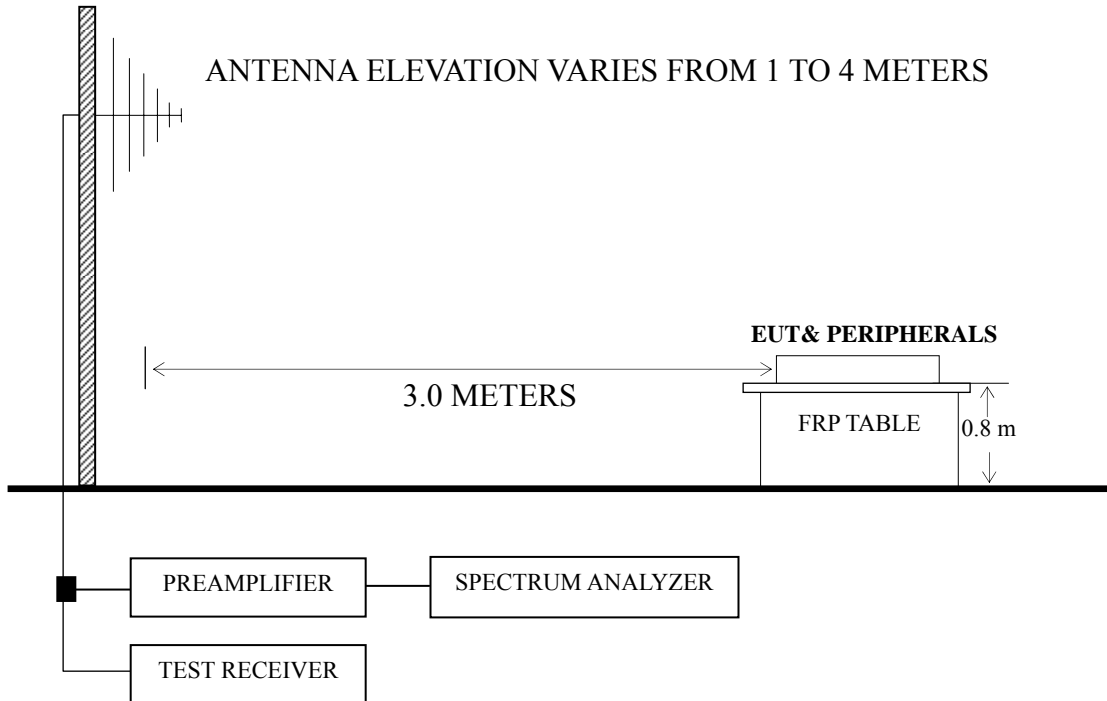 ANTENNA ELEVATION VARIES FROM 1 TO 4 METERS
EUT& PERIPHERALS
3.0 METERS
FRP TABLE
0.8 m
PREAMPLIFIER
SPECTRUM ANALYZER
TEST RECEIVER